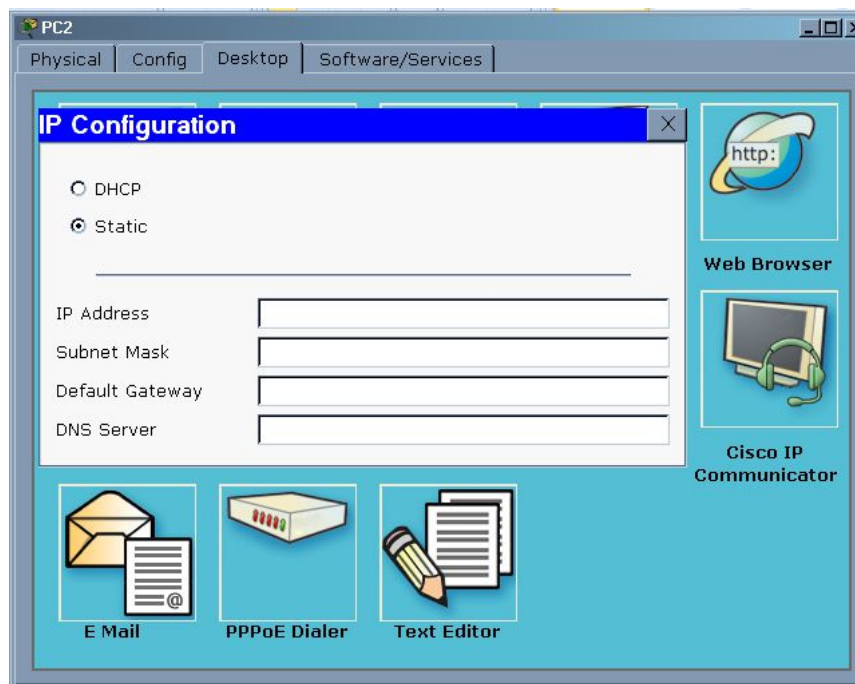 PC2
Physical Config Desktop Software/Services
IP Configuration
DHCP
Static
IP Address
Subnet Mask
Default Gateway
DNS Server
http:
Web Browser
Cisco IP
Communicator
@
E Mail
PPPoE Dialer
Text Editor